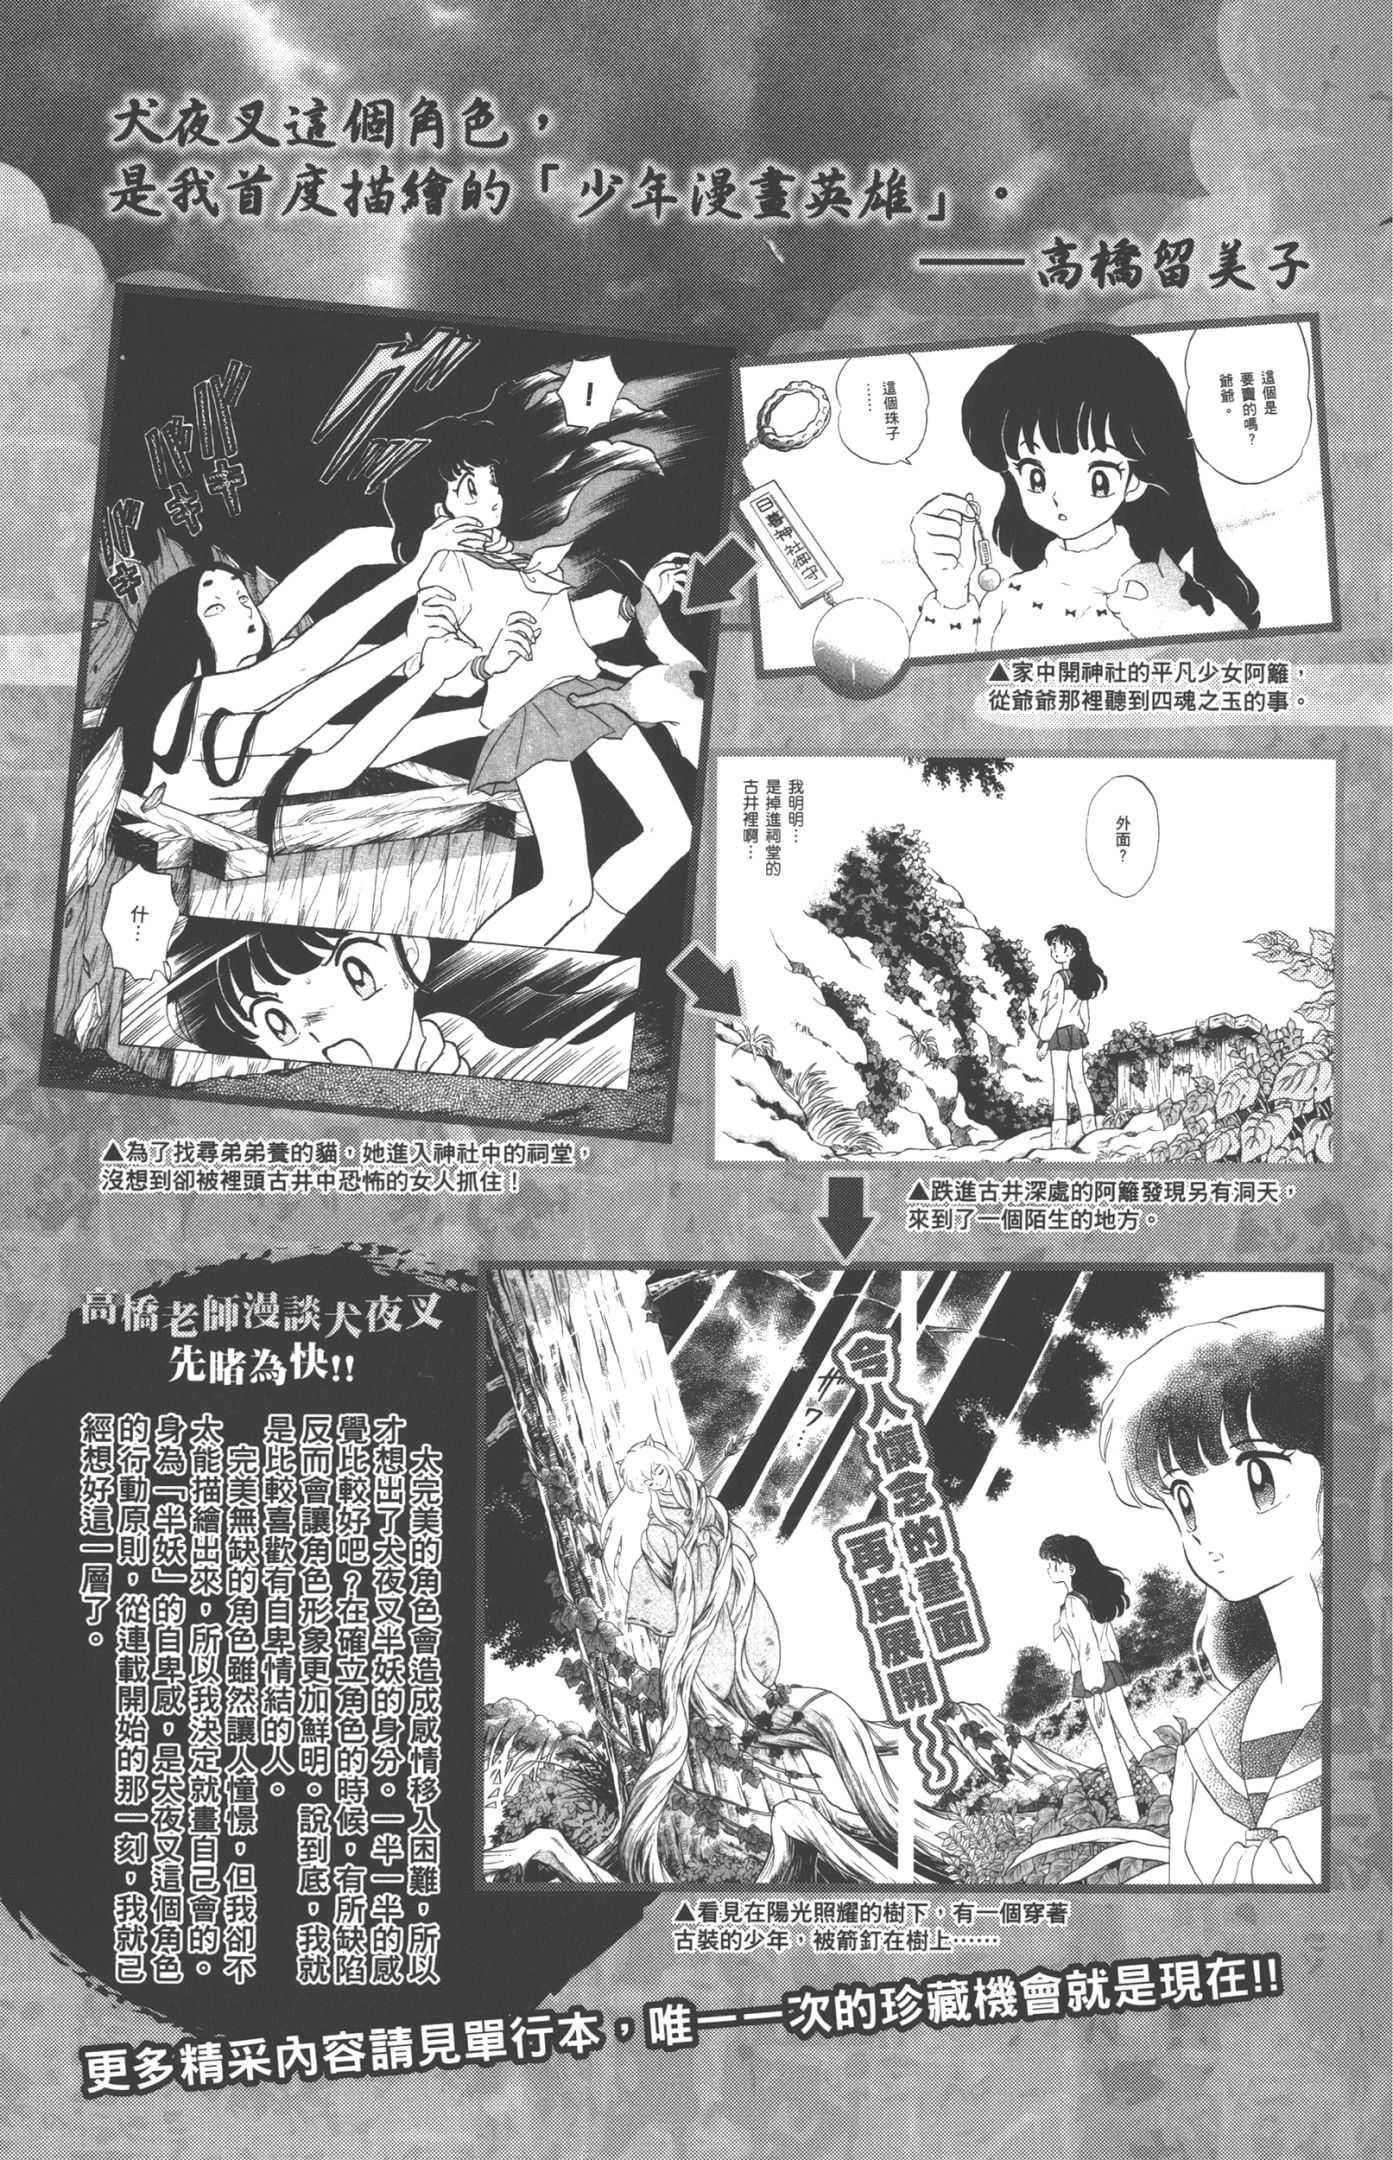 犬夜叉這個角色，
是我首度描繪的「少年漫畫英雄」。
——高橋留美子
這個是
要賣的嗎？
爺爺。
這個珠子
……
日暮神社御守
▲家中開神社的平凡少女阿籬，
從爺爺那裡聽到四魂之玉的事。
！
什…
▲為了找尋弟弟養的貓，她進入神社中的祠堂，
沒想到卻被裡頭古井中恐怖的女人抓住！
外面？
我明明…
是掉進祠堂的
古井裡啊…
▲跌進古井深處的阿籬發現另有洞天，
來到了一個陌生的地方。
令人懷念的畫面
再度展開～～
ザワ…
▲看見在陽光照耀的樹下，有一個穿著
古裝的少年，被箭釘在樹上……
高橋老師漫談犬夜叉
先睹為快!!
太完美的角色會造成感情移入困難，所以
才想出了犬夜叉半妖的身分。一半一半的感
覺比較好吧？在確立角色的時候，有所缺陷
反而會讓角色形象更加鮮明。說到底，我就
是比較喜歡有自卑情結的人。
完美無缺的角色雖然讓人憧憬，但我卻不
太能描繪出來，所以我決定就畫自己會的。
身為「半妖」的自卑感，是犬夜叉這個角色
的行動原則，從連載開始的那一刻，我就已
經想好這一層了。
更多精采內容請見單行本，唯一一次的珍藏機會就是現在!!